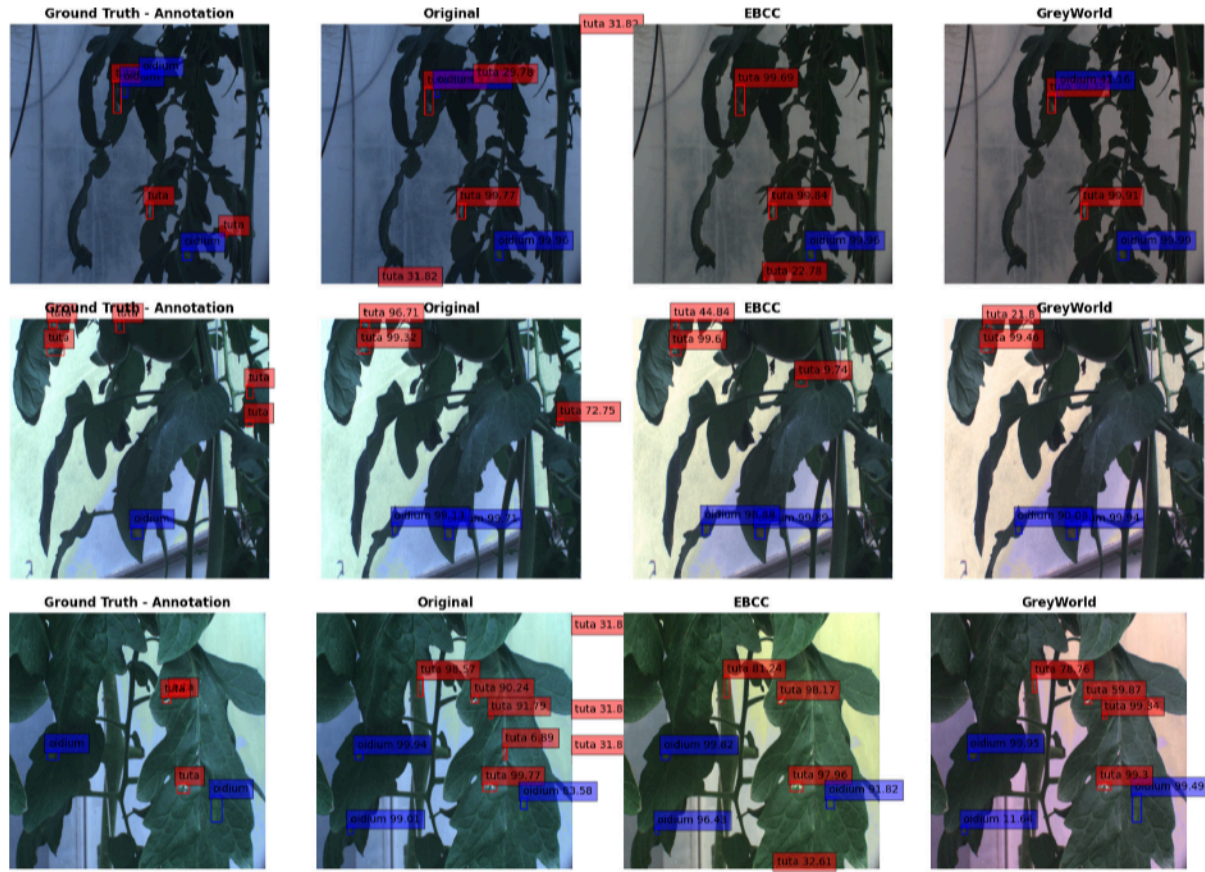 Ground Truth - Annotation
Original
EBCC
GreyWorld
oidium
oidium
tuta
tuta
oidium
oidium
tuta 29.78
tuta 99.77
oidium 99.96
tuta 31.82
tuta 31.82
tuta 99.69
tuta 99.84
oidium 99.96
tuta 22.78
tuta 99.93
oidium 99.99
Ground Truth - Annotation
Original
EBCC
GreyWorld
tuta
tuta
tuta
tuta
tuta
oidium
tuta 96.71
tuta 99.32
tuta 72.75
tuta 44.84
tuta 99.6
tuta 9.74
tuta 21.8
tuta 99.46
oidium 90.03
Ground Truth - Annotation
Original
EBCC
GreyWorld
oidium
tuta
oidium
tuta 98.57
tuta 90.24
tuta 91.79
tuta 6.89
oidium 99.94
tuta 99.77
oidium 99.01
tuta 31.8
tuta 31.8
tuta 31.8
tuta 81.24
tuta 98.17
oidium 99.82
tuta 97.96
oidium 96.43
tuta 32.61
tuta 78.76
tuta 59.87
tuta 99.34
oidium 99.95
tuta 99.3
oidium 99.49
oidium 11.64